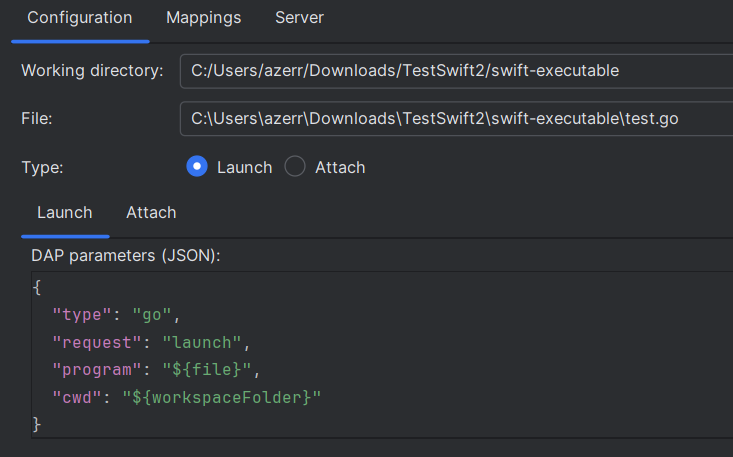 Configuration Mappings Server
Working directory: C:/Users/azerr/Downloads/TestSwift2/swift-executable
File: C:\Users\azerr\Downloads\TestSwift2\swift-executable\test.go
Type: Launch Attach
Launch Attach
DAP parameters (JSON):
{
  "type": "go",
  "request": "launch",
  "program": "${file}",
  "cwd": "${workspaceFolder}"
}